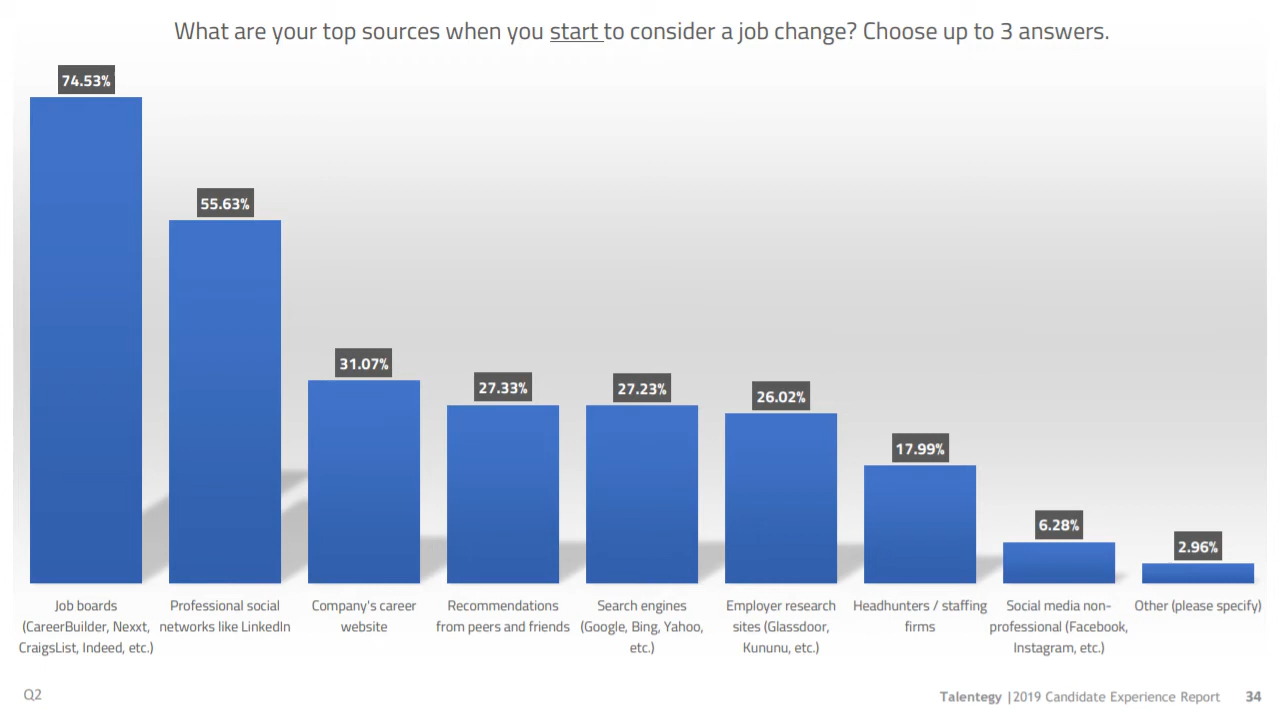 What are your top sources when you start to consider a job change? Choose up to 3 answers.
74.53%
55.63%
31.07%
27.33%
27.23%
26.02%
17.99%
6.28%
2.96%
Job boards
(CareerBuilder, Nexxt,
CraigsList, Indeed, etc.)
Professional social
networks like LinkedIn
Company's career
website
Recommendations
from peers and friends
Search engines
(Google, Bing, Yahoo,
etc.)
Employer research
sites (Glassdoor,
Kununu, etc.)
Headhunters / staffing
firms
Social media non-
professional (Facebook,
Instagram, etc.)
Other (please specify)
Q2
Talentegy |2019 Candidate Experience Report 34